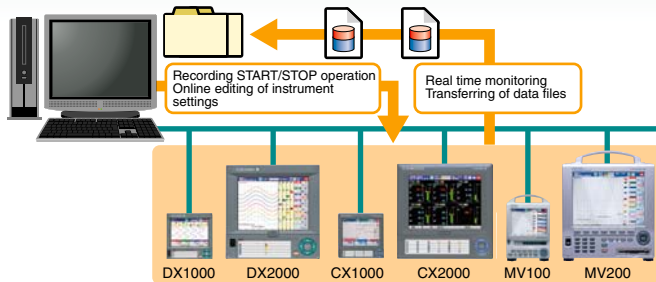 Recording START/STOP operation
Online editing of instrument
settings
Real time monitoring
Transferring of data files
DX1000
DX2000
CX1000
CX2000
MV100
MV200